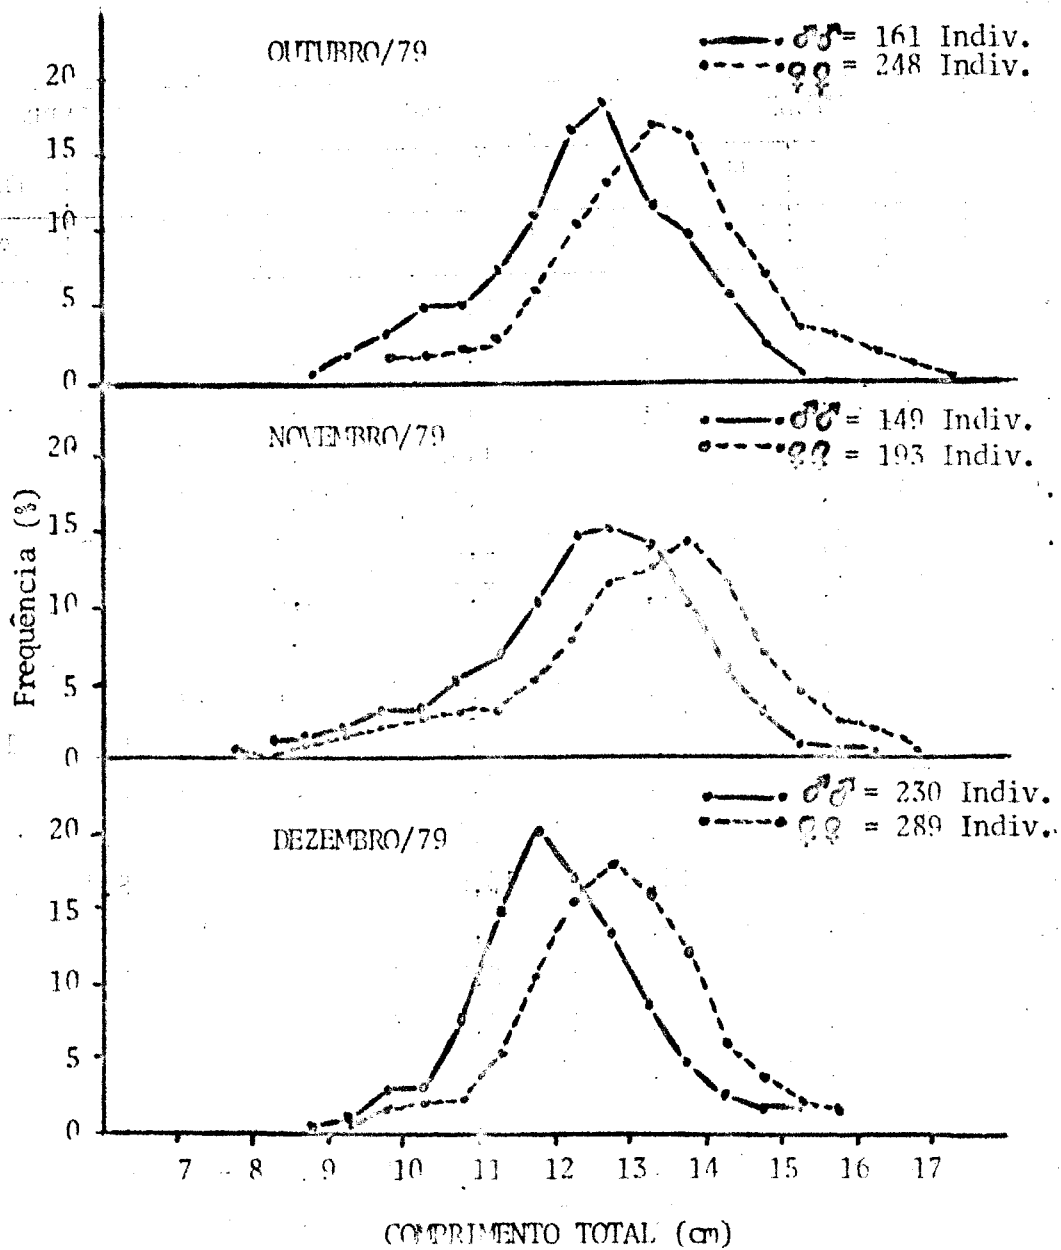 OUTUBRO/79
♂♂ = 161 Indiv.
♀♀ = 248 Indiv.
20
15
10
5
0
NOVEMBRO/79
♂♂ = 149 Indiv.
♀♀ = 193 Indiv.
20
15
10
5
0
Frequência (%)
DEZEMBRO/79
♂♂ = 230 Indiv.
♀♀ = 289 Indiv.
20
15
10
5
0
7 8 9 10 11 12 13 14 15 16 17
COMPRIMENTO TOTAL (cm)